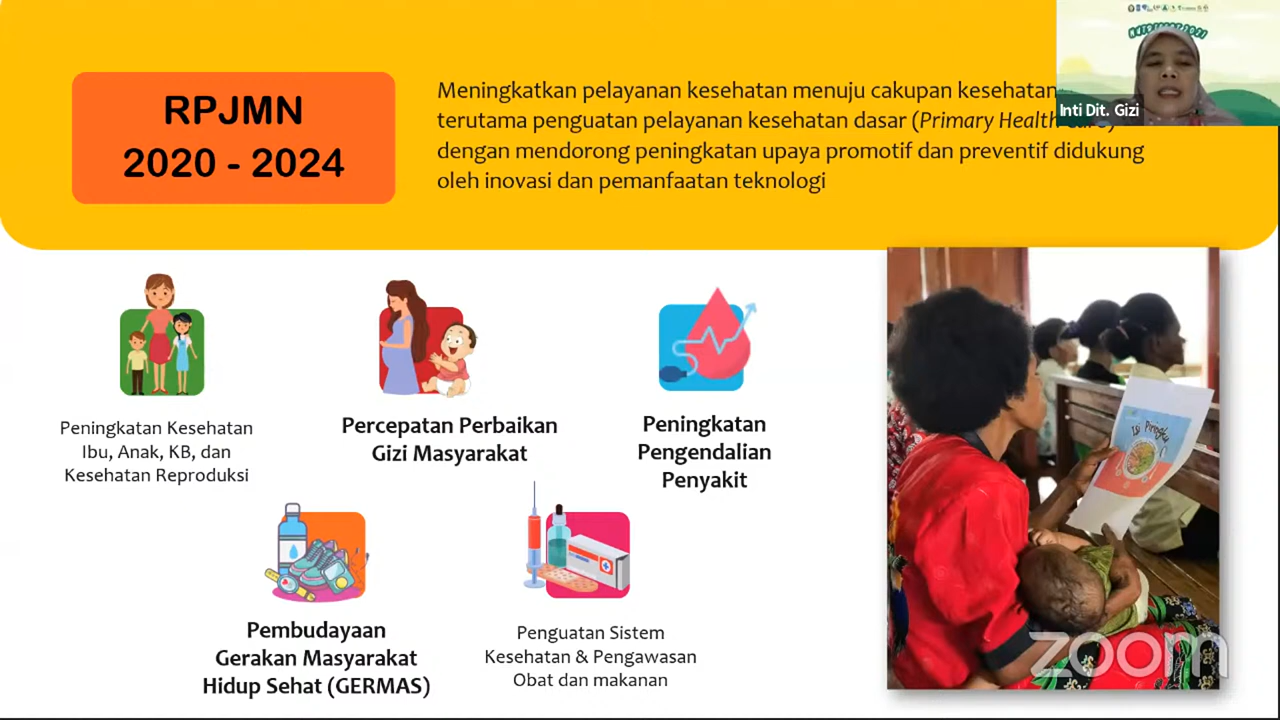 RPJMN
2020 - 2024
Meningkatkan pelayanan kesehatan menuju cakupan kesehatan
terutama penguatan pelayanan kesehatan dasar (Primary Health Care)
dengan mendorong peningkatan upaya promotif dan preventif didukung
oleh inovasi dan pemanfaatan teknologi
Inti Dit. Gizi
Peningkatan Kesehatan
Ibu, Anak, KB, dan
Kesehatan Reproduksi
Percepatan Perbaikan
Gizi Masyarakat
Peningkatan
Pengendalian
Penyakit
Isi Piringku
Pembudayaan
Gerakan Masyarakat
Hidup Sehat (GERMAS)
Penguatan Sistem
Kesehatan & Pengawasan
Obat dan makanan
zoom